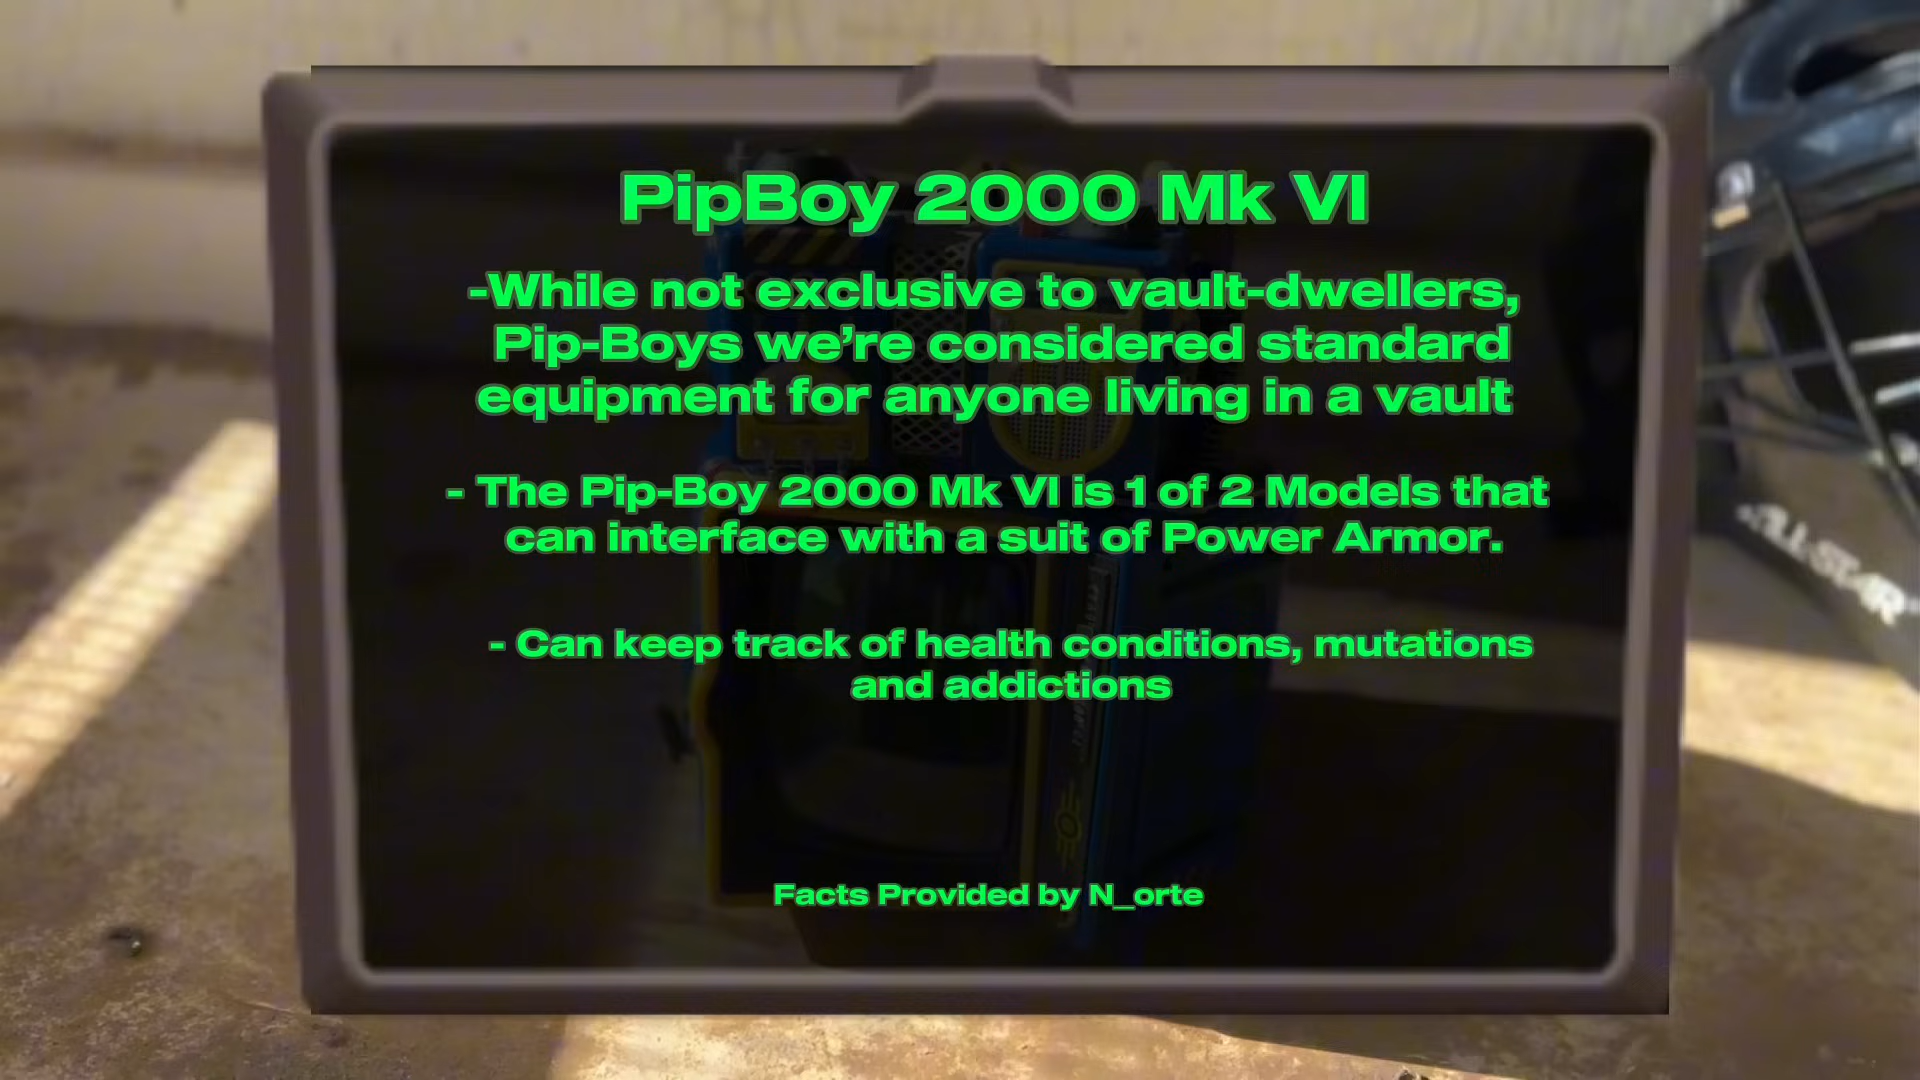 PipBoy 2000 Mk VI
-While not exclusive to vault-dwellers,
Pip-Boys we’re considered standard
equipment for anyone living in a vault
- The Pip-Boy 2000 Mk VI is 1 of 2 Models that
can interface with a suit of Power Armor.
- Can keep track of health conditions, mutations
and addictions
Facts Provided by N_orte
ALL-STAR